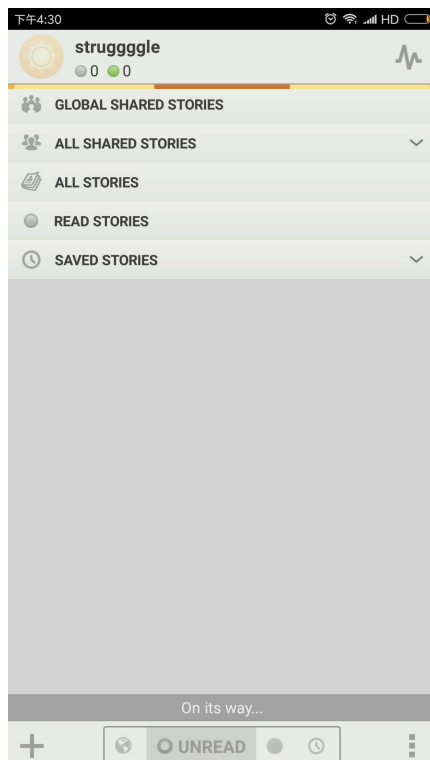 下午4:30
HD
struggggle
0 0
GLOBAL SHARED STORIES
ALL SHARED STORIES
ALL STORIES
READ STORIES
SAVED STORIES
On its way...
UNREAD